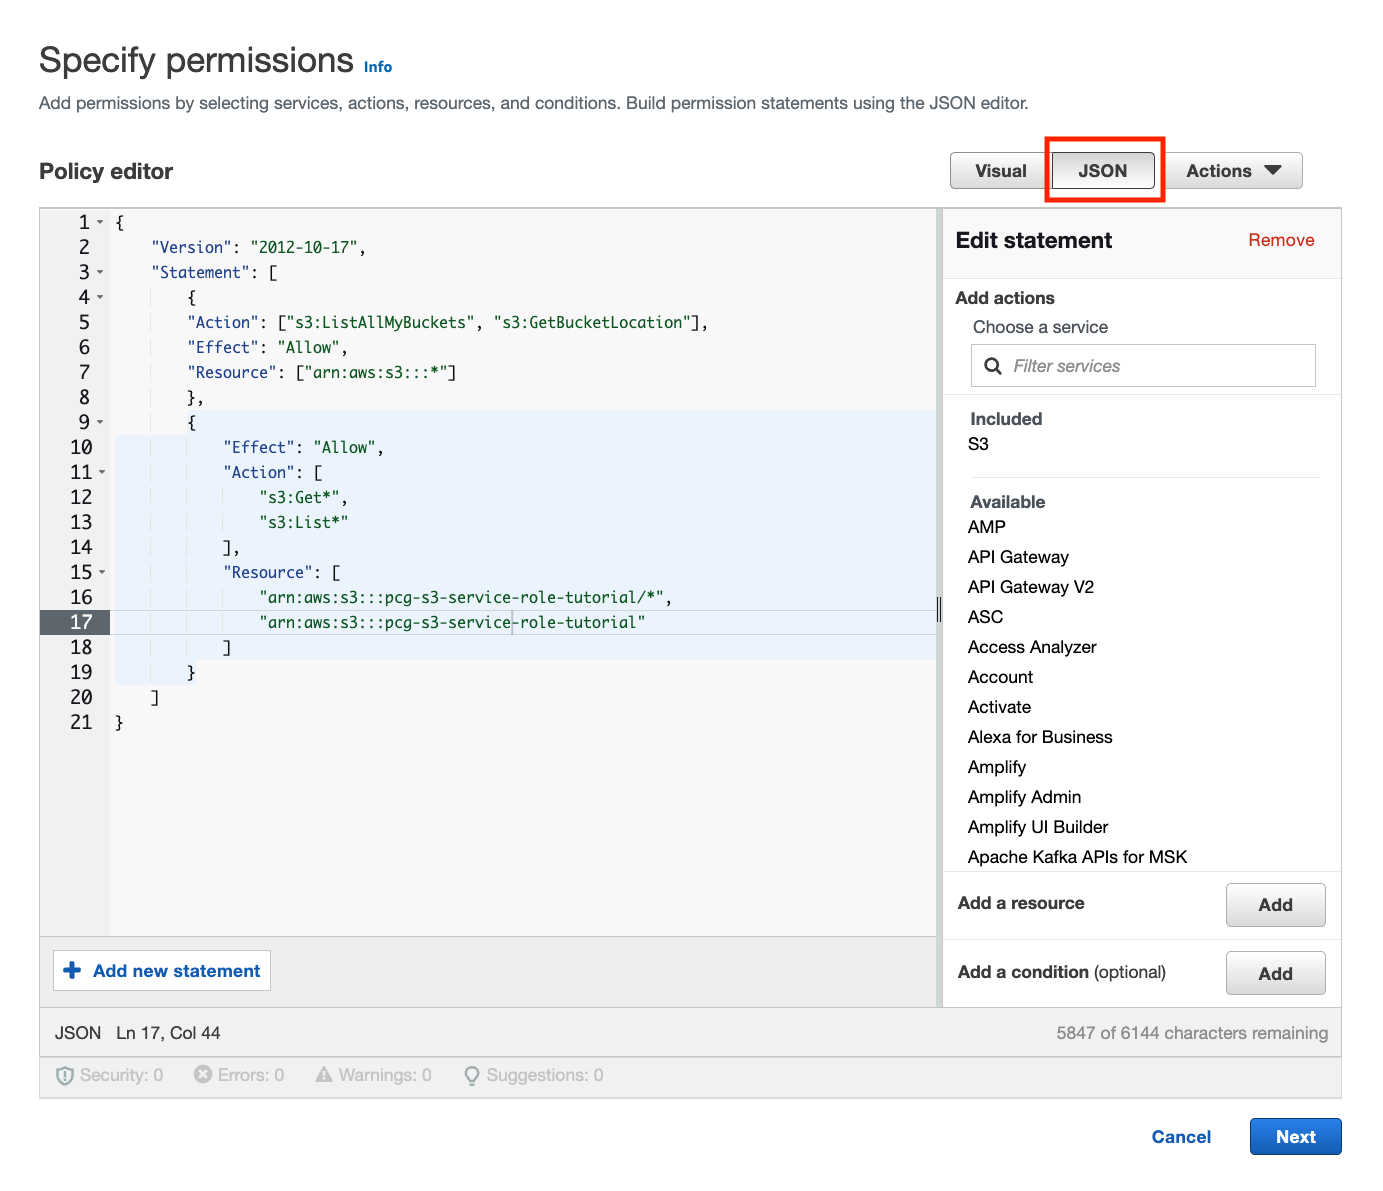 Specify permissions Info
Add permissions by selecting services, actions, resources, and conditions. Build permission statements using the JSON editor.
Policy editor
Visual JSON Actions
1 {
2 "Version": "2012-10-17",
3 "Statement": [
4 {
5 "Action": ["s3:ListAllMyBuckets", "s3:GetBucketLocation"],
6 "Effect": "Allow",
7 "Resource": ["arn:aws:s3:::*"]
8 },
9 {
10 "Effect": "Allow",
11 "Action": [
12 "s3:Get*",
13 "s3:List*"
14 ],
15 "Resource": [
16 "arn:aws:s3:::pcg-s3-service-role-tutorial/*",
17 "arn:aws:s3:::pcg-s3-service-role-tutorial"
18 ]
19 }
20 ]
21 }
Edit statement Remove
Add actions
Choose a service
Filter services
Included
S3
Available
AMP
API Gateway
API Gateway V2
ASC
Access Analyzer
Account
Activate
Alexa for Business
Amplify
Amplify Admin
Amplify UI Builder
Apache Kafka APIs for MSK
Add a resource Add
Add a condition (optional) Add
Add new statement
JSON Ln 17, Col 44 5847 of 6144 characters remaining
Security: 0 Errors: 0 Warnings: 0 Suggestions: 0
Cancel Next